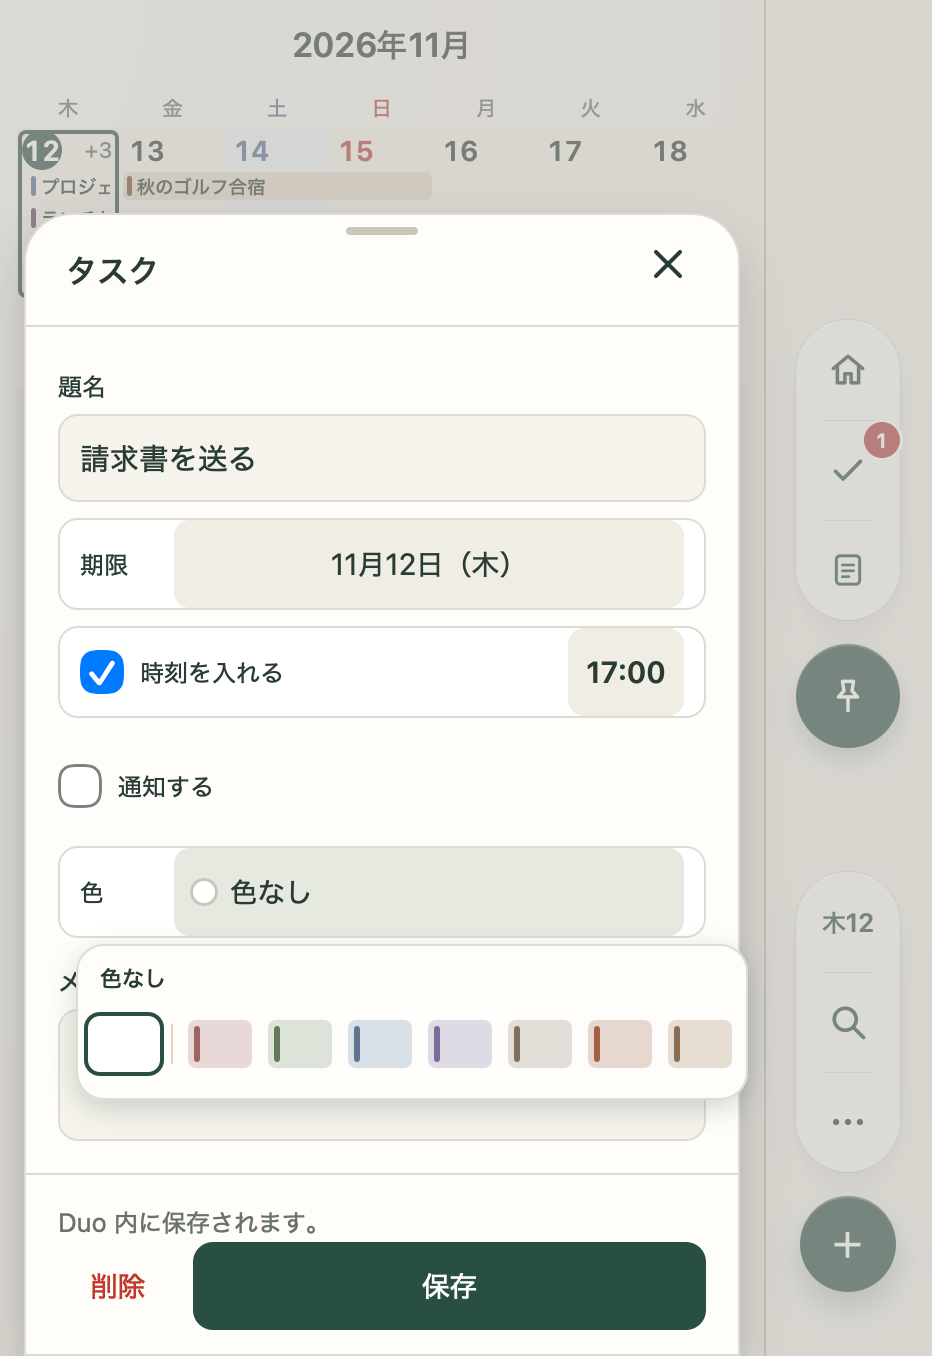 2026年11月
木 金 土 日 月 火 水
12 +3 13 14 15 16 17 18
プロジェ 秋のゴルフ合宿
タスク
題名
請求書を送る
期限 11月12日（木）
時刻を入れる 17:00
通知する
色 色なし
色なし
Duo 内に保存されます。
削除 保存
1
木12